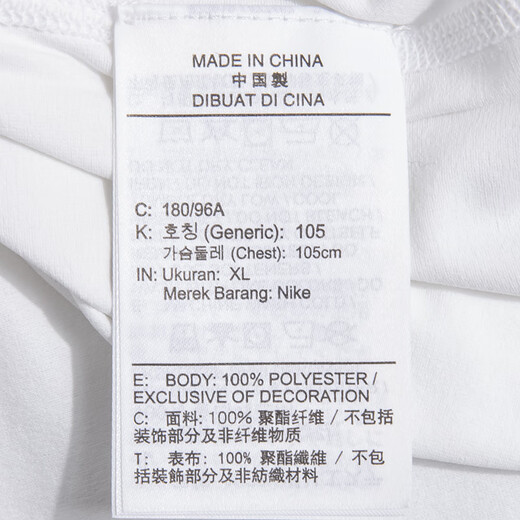 MADE IN CHINA
中国製
DIBUAT DI CINA
C: 180/96A
K: 호칭 (Generic): 105
가슴둘레 (Chest): 105cm
IN: Ukuran: XL
Merek Barang: Nike
E: BODY: 100% POLYESTER /
EXCLUSIVE OF DECORATION
C: 面料: 100% 聚酯纤维 / 不包括
装饰部分及非纤维物质
T: 表布: 100% 聚酯纖維 / 不包
括裝飾部分及非紡織材料